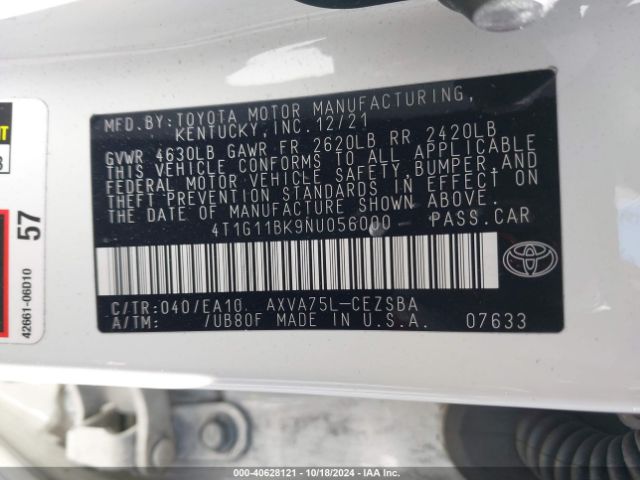 MFD.BY:TOYOTA MOTOR MANUFACTURING,
KENTUCKY,INC.12/21
GVWR 4630LB GAWR FR 2620LB RR 2420LB
THIS VEHICLE CONFORMS TO ALL APPLICABLE
FEDERAL MOTOR VEHICLE SAFETY,BUMPER,AND
THEFT PREVENTION STANDARDS IN EFFECT ON
THE DATE OF MANUFACTURE SHOWN ABOVE.
4T1G11BK9NU056000 PASS.CAR
C/TR:040/EA10 AXVA75L-CEZSBA
A/TM: /UB80F MADE IN U.S.A. 07633
57
42661-06D10
000-40628121 - 10/18/2024 - IAA Inc.